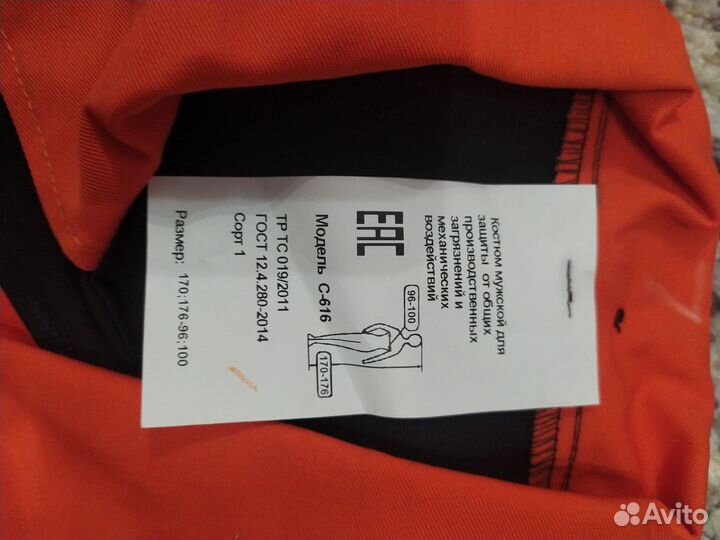 Костюм мужской для
защиты от общих
производственных
загрязнений и
механических
воздействий
EAC
96-100
170-176
Модель С-616
ТР ТС 019/2011
ГОСТ 12.4.280-2014
Сорт 1
Размер: 170;176-96;100
Avito